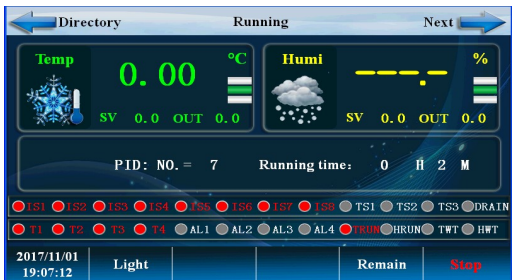 Directory Running Next
Temp °C Humi %
0.00 ---.-
SV 0.0 OUT 0.0 SV 0.0 OUT 0.0
PID: NO.= 7 Running time: 0 H 2 M
IS1 IS2 IS3 IS4 IS5 IS6 IS7 IS8 TS1 TS2 TS3 DRAIN
T1 T2 T3 T4 AL1 AL2 AL3 AL4 TRUN HRUN TWT HWT
2017/11/01
19:07:12 Light Remain Stop